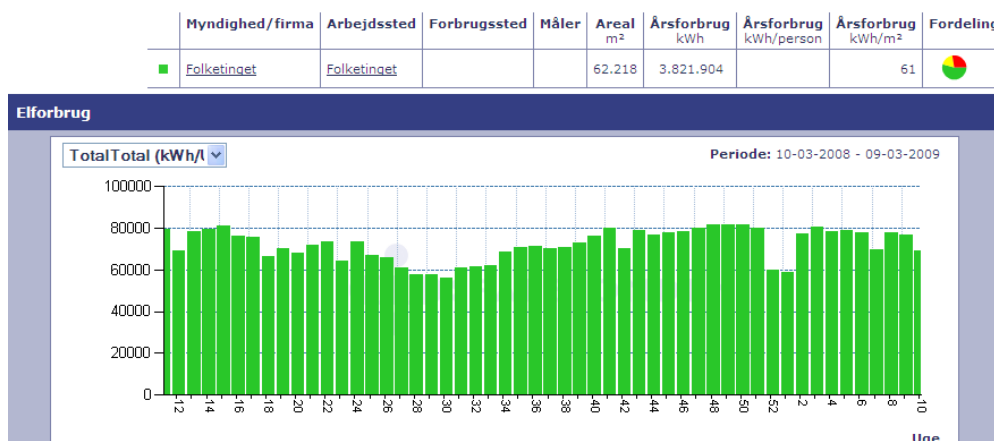 Myndighed/firma Arbejdssted Forbrugssted Måler Areal Årsforbrug Årsforbrug Årsforbrug Fordeling
m² kWh kWh/person kWh/m²
Folketinget Folketinget 62.218 3.821.904 61
Elforbrug
TotalTotal (kWh/U Periode: 10-03-2008 - 09-03-2009
100000
80000
60000
40000
20000
0
12 14 16 18 20 22 24 26 28 30 32 34 36 38 40 42 44 46 48 50 52 2 4 6 8 10
Uge